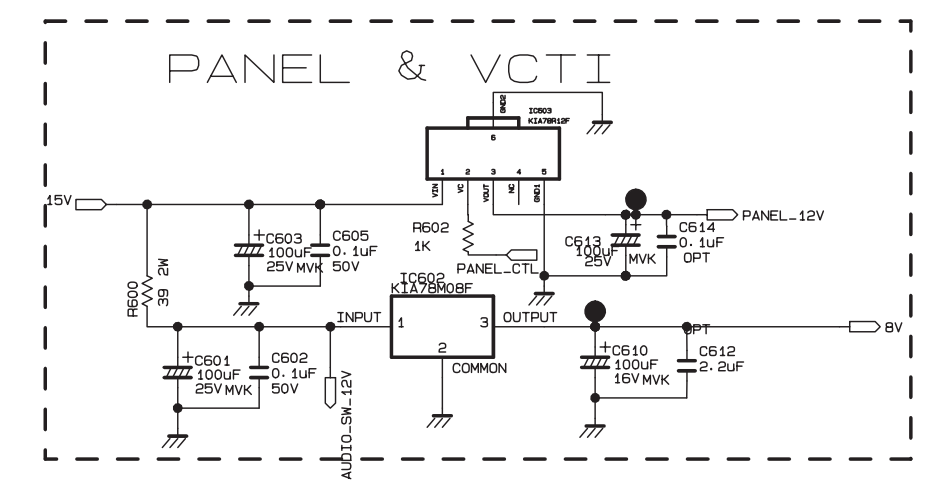 PANEL & VCTI
GND2
IC603
KIA78R12F
6
1 2 3 4 5
VIN
VC
VOUT
NC
GND1
15V
PANEL_12V
R602
1K
PANEL_CTL
+
C603
100uF
25V MVK
C605
0.1uF
50V
+
C613
100uF
25V
MVK
C614
0.1uF
OPT
R600
39 2W
IC602
KIA78M08F
INPUT
1
3
OUTPUT
2
COMMON
OPT
8V
+
C601
100uF
25V MVK
C602
0.1uF
50V
AUDIO_SW_12V
+
C610
100uF
16V MVK
C612
2.2uF